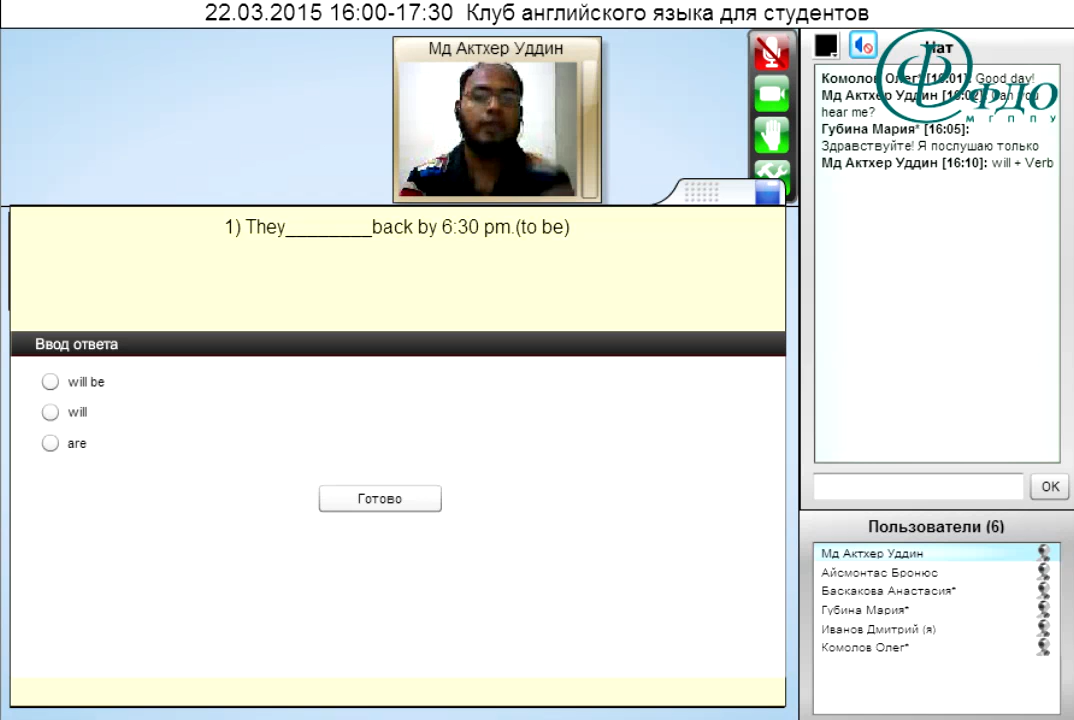 22.03.2015 16:00-17:30 Клуб английского языка для студентов
Мд Актхер Уддин
1) They________back by 6:30 pm.(to be)
Ввод ответа
will be
will
are
Готово
Чат
Комолов Олег* [16:01]: Good day!
Мд Актхер Уддин [16:02]: Can you
hear me?
Губина Мария* [16:05]:
Здравствуйте! Я послушаю только
Мд Актхер Уддин [16:10]: will + Verb
ФДО
МГППУ
OK
Пользователи (6)
Мд Актхер Уддин
Айсмонтас Бронюс
Баскакова Анастасия*
Губина Мария*
Иванов Дмитрий (я)
Комолов Олег*